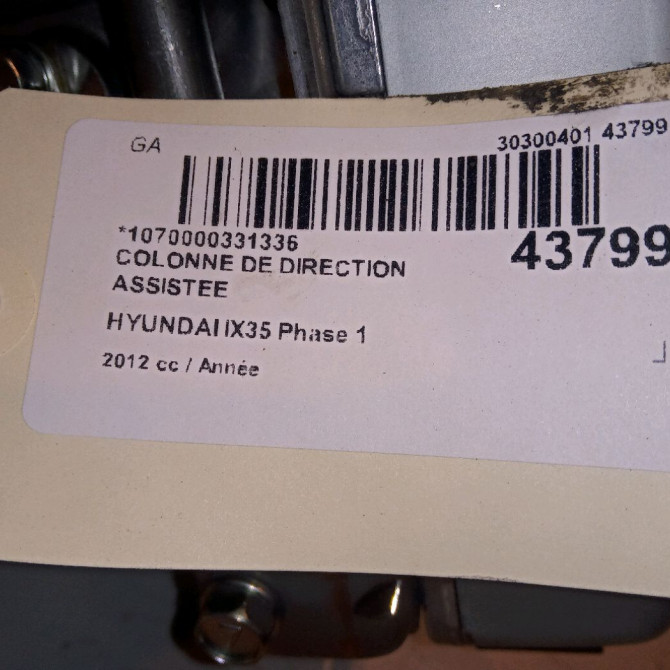 GA
30300401 43799
*1070000331336
43799
COLONNE DE DIRECTION
ASSISTEE
HYUNDAI IX35 Phase 1
2012 cc / Année